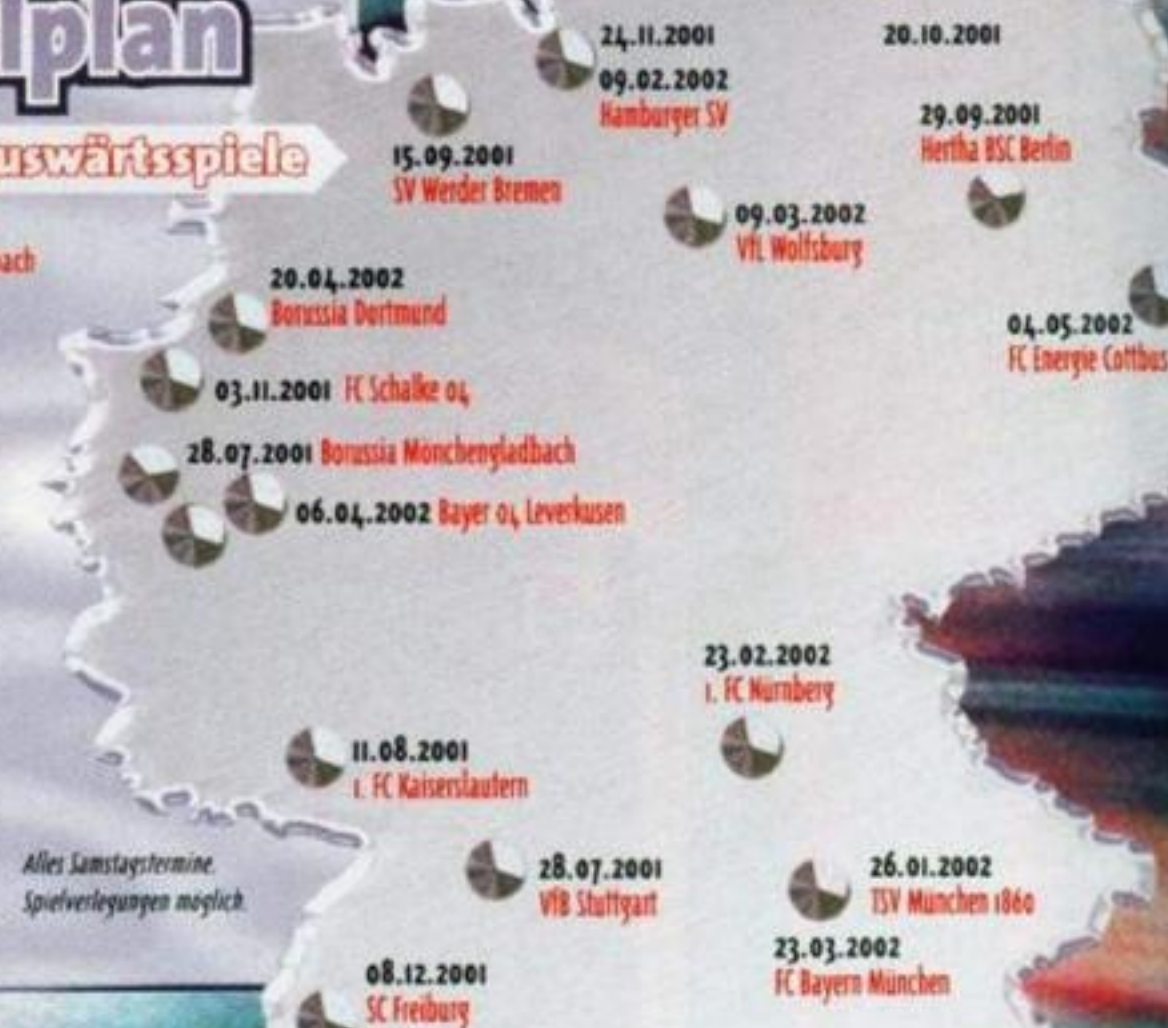 lplan
uswärtsspiele
ach
24.11.2001
09.02.2002
Hamburger SV
20.10.2001
15.09.2001
SV Werder Bremen
29.09.2001
Hertha BSC Berlin
09.03.2002
VfL Wolfsburg
20.04.2002
Borussia Dortmund
04.05.2002
FC Energie Cottbus
03.11.2001 FC Schalke 04
28.07.2001 Borussia Mönchengladbach
06.04.2002 Bayer 04 Leverkusen
23.02.2002
1. FC Nürnberg
11.08.2001
1. FC Kaiserslautern
Alles Samstagstermine.
Spielverlegungen möglich.
28.07.2001
VfB Stuttgart
26.01.2002
TSV München 1860
23.03.2002
FC Bayern München
08.12.2001
SC Freiburg